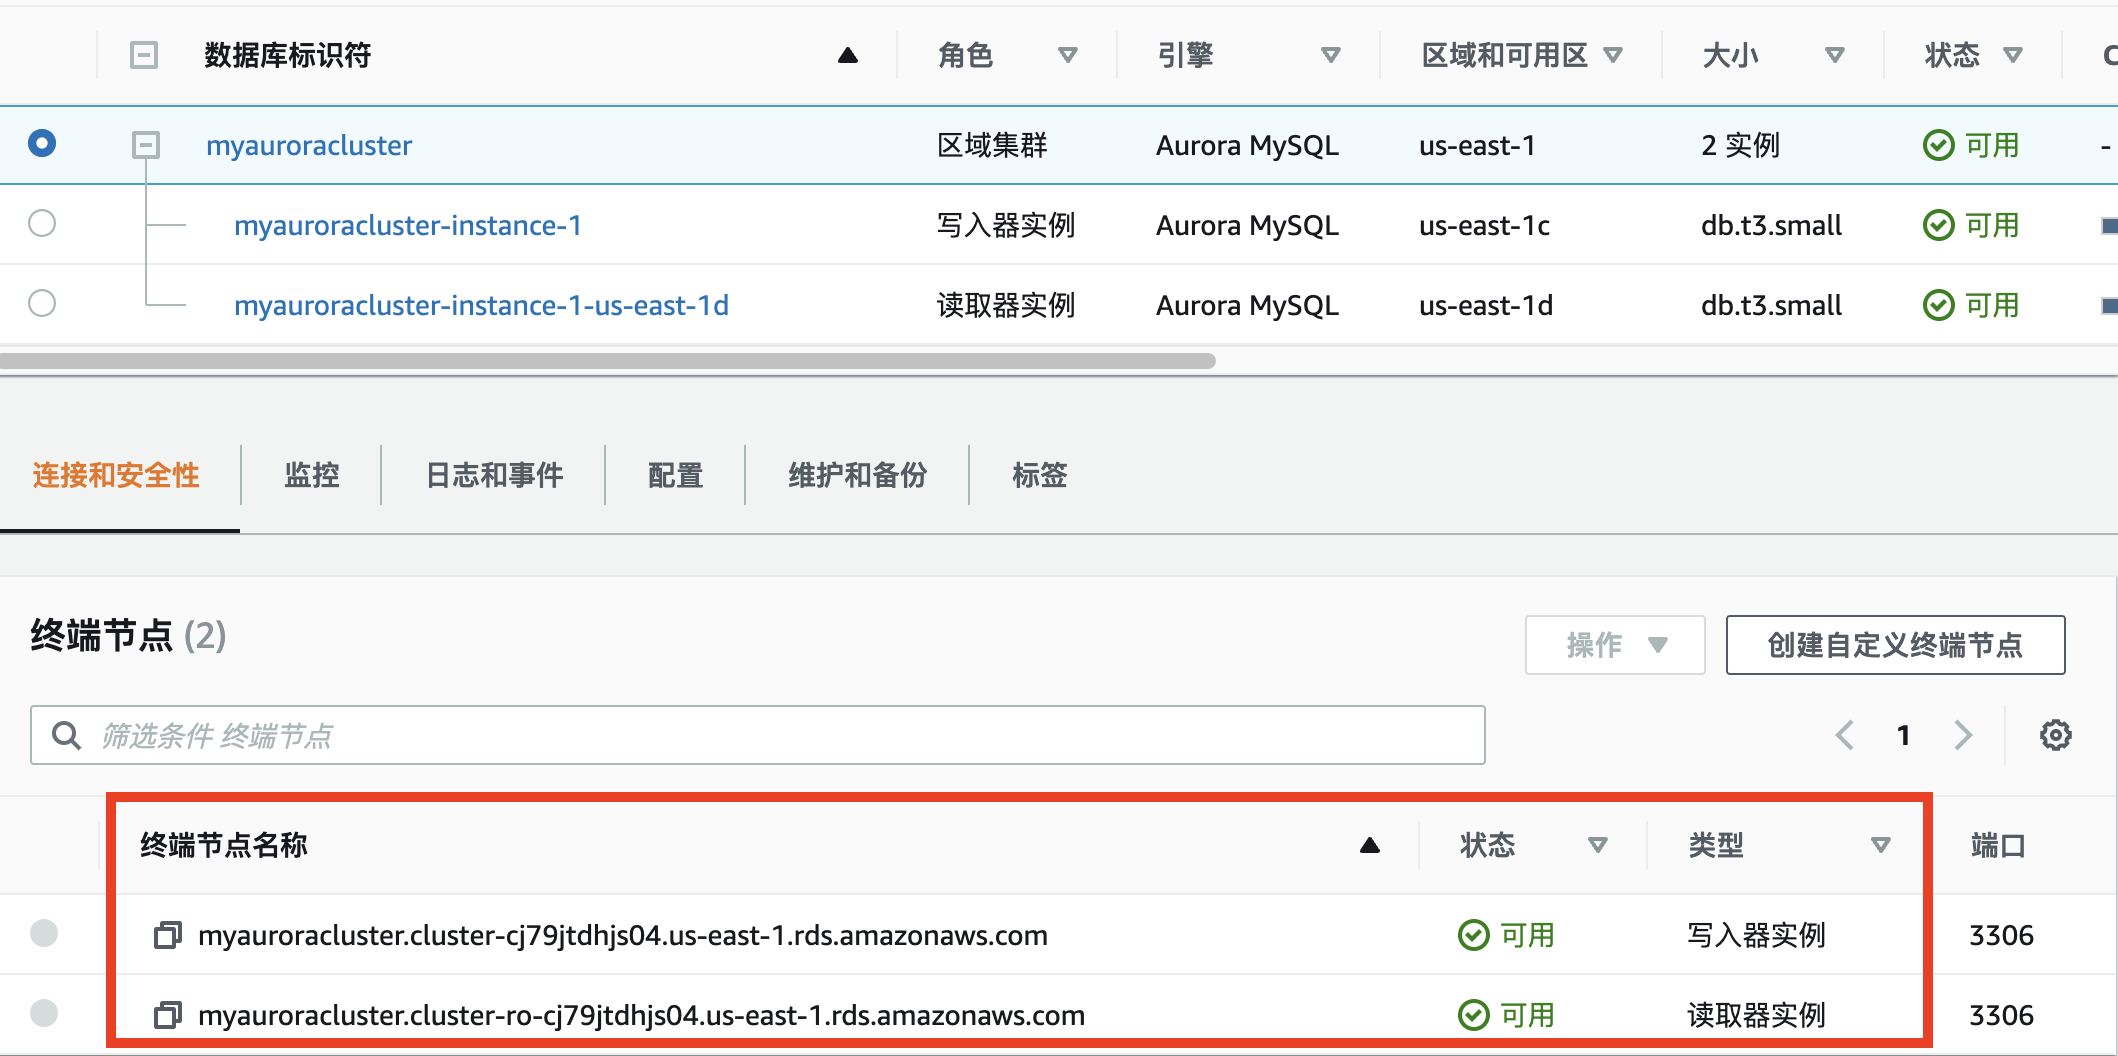 数据库标识符 角色 引擎 区域和可用区 大小 状态
myauroracluster 区域集群 Aurora MySQL us-east-1 2 实例 可用 -
myauroracluster-instance-1 写入器实例 Aurora MySQL us-east-1c db.t3.small 可用
myauroracluster-instance-1-us-east-1d 读取器实例 Aurora MySQL us-east-1d db.t3.small 可用
连接和安全性 监控 日志和事件 配置 维护和备份 标签
终端节点 (2) 操作 创建自定义终端节点
筛选条件 终端节点 1
终端节点名称 状态 类型 端口
myauroracluster.cluster-cj79jtdhjs04.us-east-1.rds.amazonaws.com 可用 写入器实例 3306
myauroracluster.cluster-ro-cj79jtdhjs04.us-east-1.rds.amazonaws.com 可用 读取器实例 3306